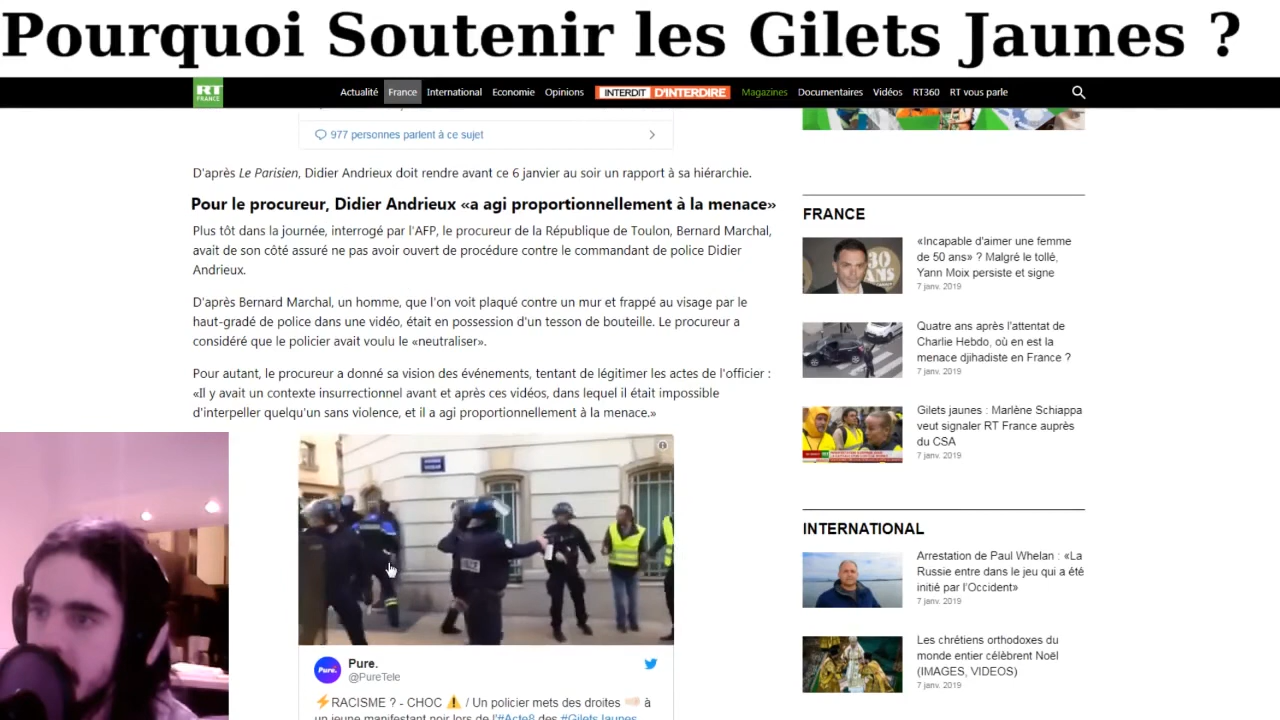 Pourquoi Soutenir les Gilets Jaunes ?
RT
FRANCE
Actualité
France
International
Economie
Opinions
INTERDIT D'INTERDIRE
Magazines
Documentaires
Vidéos
RT360
RT vous parle
977 personnes parlent à ce sujet
D'après Le Parisien, Didier Andrieux doit rendre avant ce 6 janvier au soir un rapport à sa hiérarchie.
Pour le procureur, Didier Andrieux «a agi proportionnellement à la menace»
Plus tôt dans la journée, interrogé par l'AFP, le procureur de la République de Toulon, Bernard Marchal,
avait de son côté assuré ne pas avoir ouvert de procédure contre le commandant de police Didier
Andrieux.
D'après Bernard Marchal, un homme, que l'on voit plaqué contre un mur et frappé au visage par le
haut-gradé de police dans une vidéo, était en possession d'un tesson de bouteille. Le procureur a
considéré que le policier avait voulu le «neutraliser».
Pour autant, le procureur a donné sa vision des événements, tentant de légitimer les actes de l'officier :
«Il y avait un contexte insurrectionnel avant et après ces vidéos, dans lequel il était impossible
d'interpeller quelqu'un sans violence, et il a agi proportionnellement à la menace.»
Pure.
Pure.
@PureTele
RACISME ? - CHOC / Un policier mets des droites à
un jeune manifestant noir lors de l'#Acte8 des #GiletsJaunes
FRANCE
«Incapable d'aimer une femme
de 50 ans» ? Malgré le tollé,
Yann Moix persiste et signe
7 janv. 2019
30
ANS
Quatre ans après l'attentat de
Charlie Hebdo, où en est la
menace djihadiste en France ?
7 janv. 2019
Gilets jaunes : Marlène Schiappa
veut signaler RT France auprès
du CSA
7 janv. 2019
INTERNATIONAL
Arrestation de Paul Whelan : «La
Russie entre dans le jeu qui a été
initié par l'Occident»
7 janv. 2019
Les chrétiens orthodoxes du
monde entier célèbrent Noël
(IMAGES, VIDEOS)
7 janv. 2019